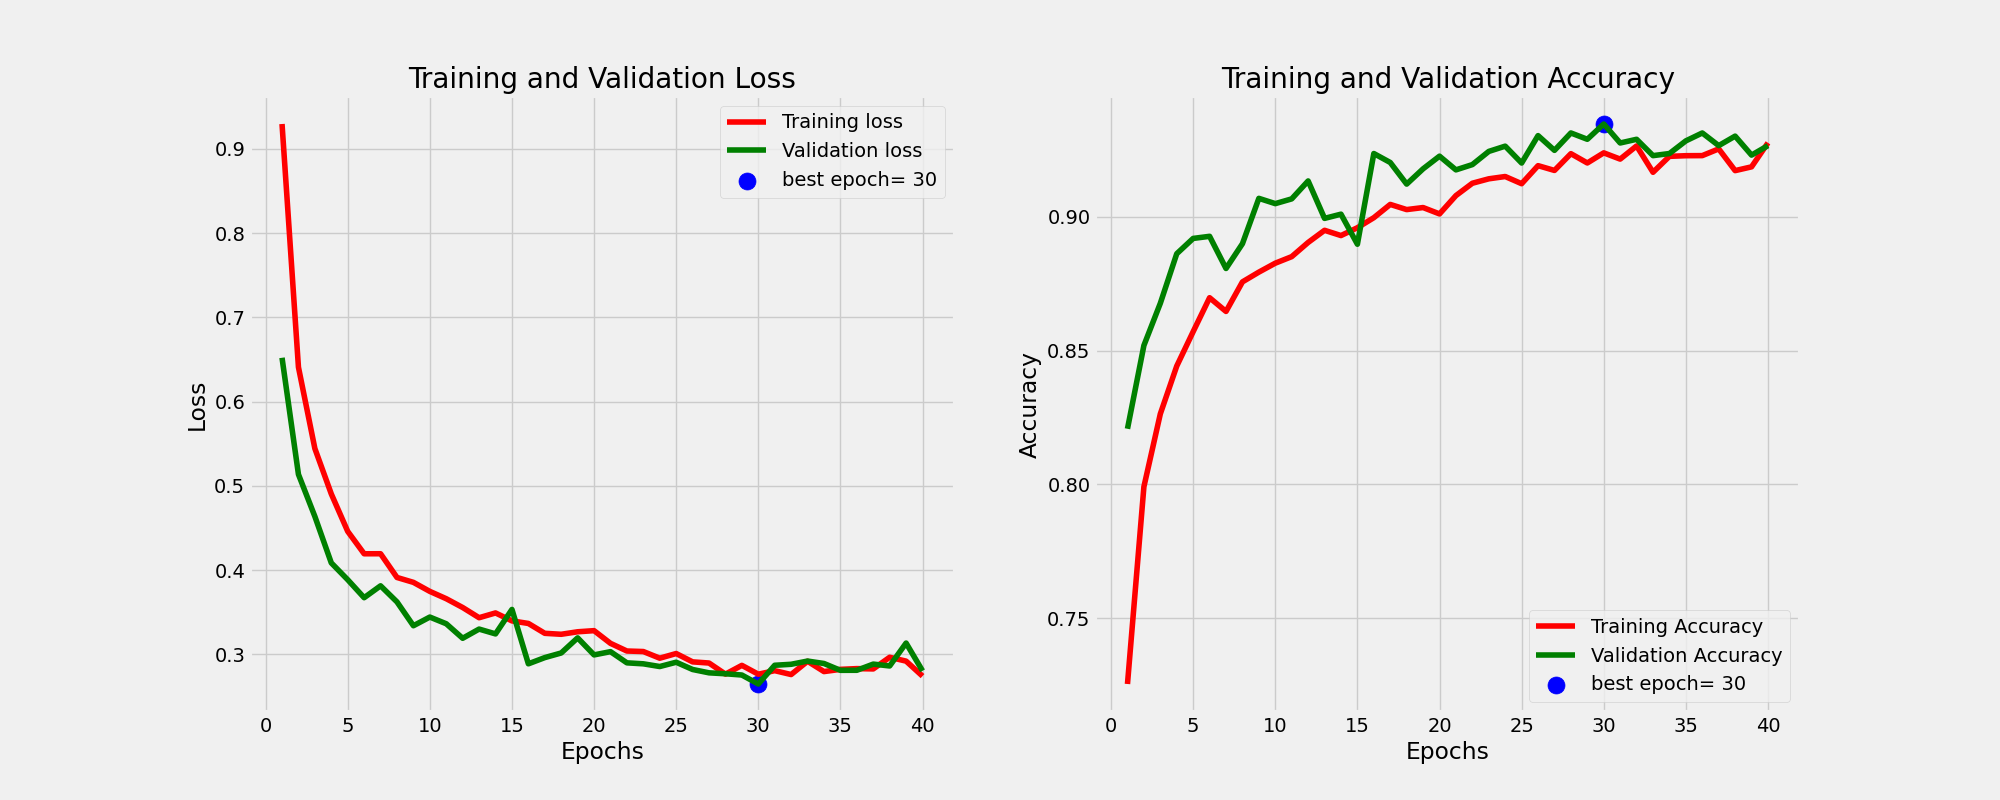 Training and Validation Loss
Training loss
Validation loss
best epoch= 30
0.9
0.8
0.7
0.6
0.5
0.4
0.3
Loss
0 5 10 15 20 25 30 35 40
Epochs
Training and Validation Accuracy
0.90
0.85
0.80
0.75
Accuracy
Training Accuracy
Validation Accuracy
best epoch= 30
0 5 10 15 20 25 30 35 40
Epochs